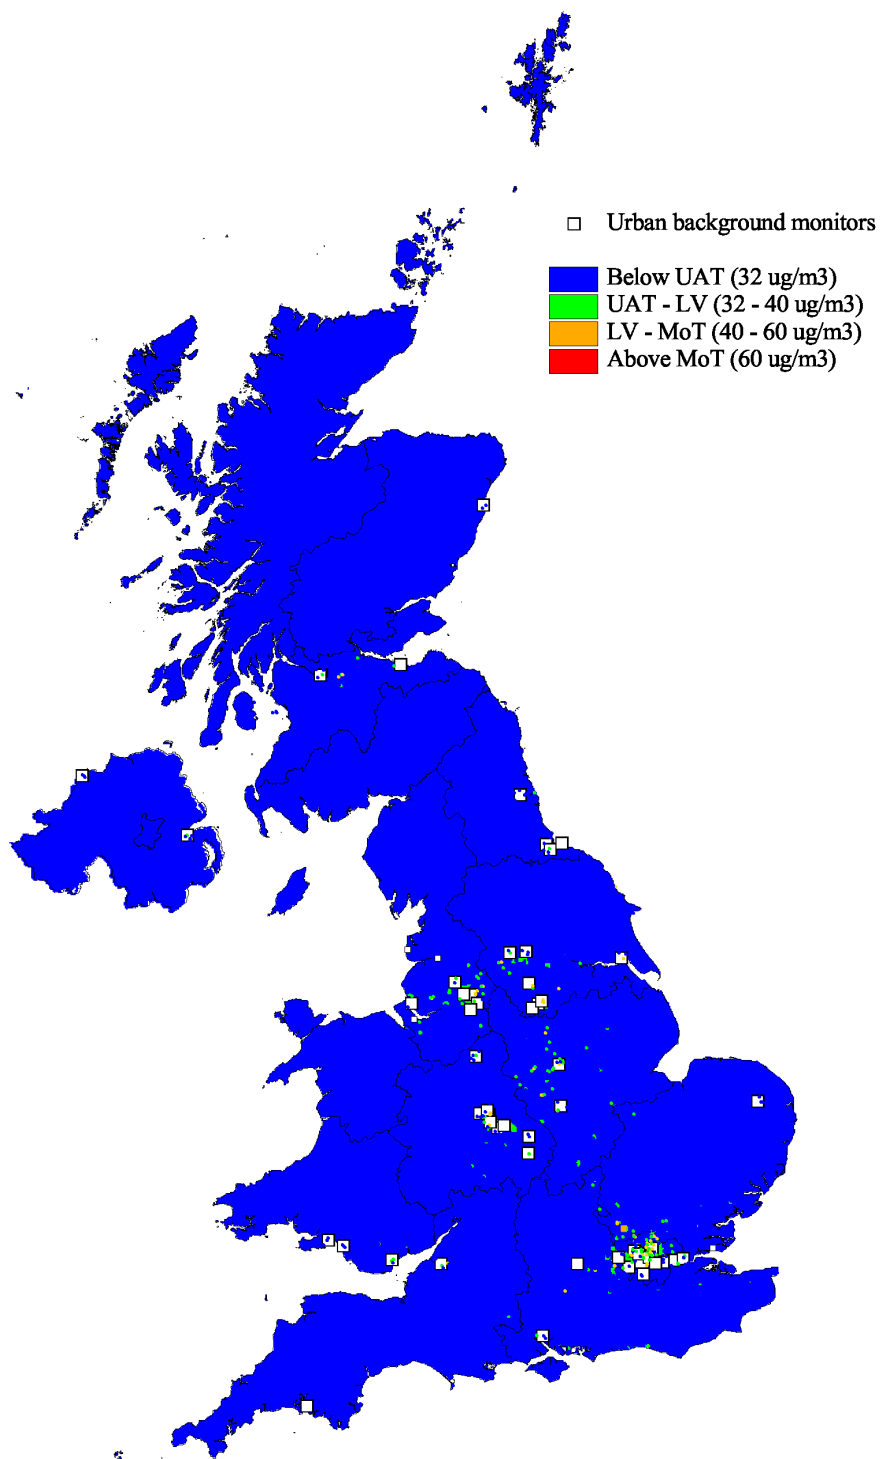 Urban background monitors
Below UAT (32 ug/m3)
UAT - LV (32 - 40 ug/m3)
LV - MoT (40 - 60 ug/m3)
Above MoT (60 ug/m3)